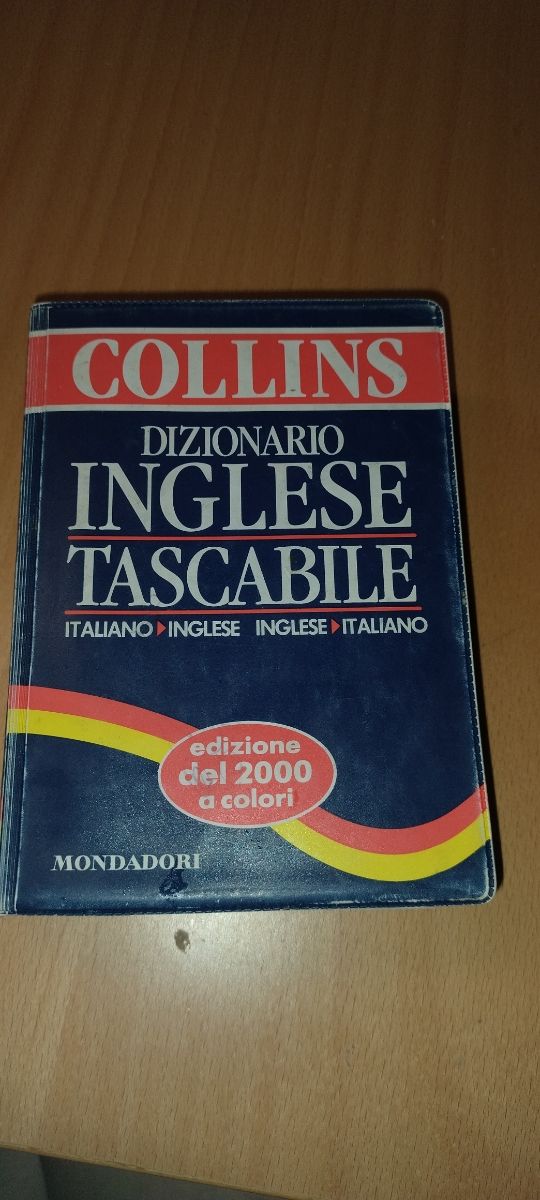 COLLINS
DIZIONARIO
INGLESE
TASCABILE
ITALIANO INGLESE INGLESE ITALIANO
edizione
del 2000
a colori
MONDADORI